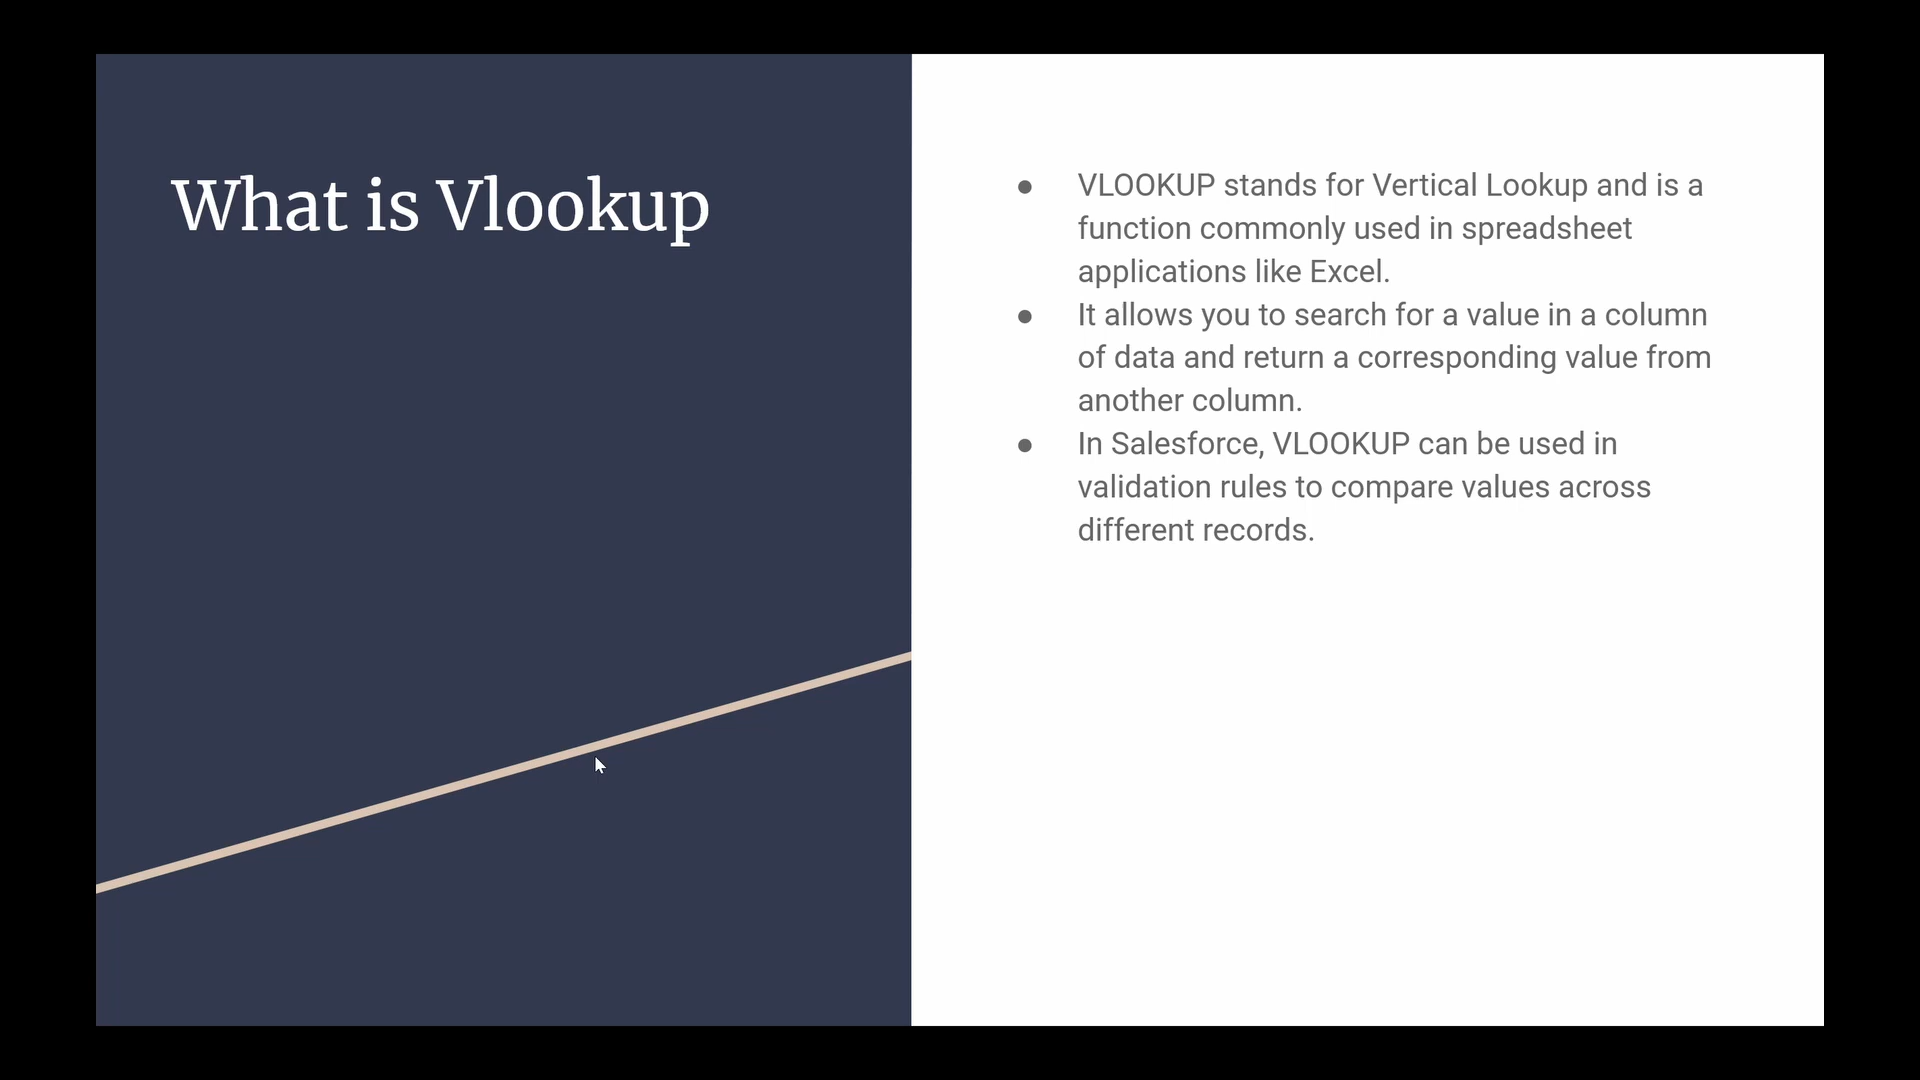 What is Vlookup
● VLOOKUP stands for Vertical Lookup and is a
function commonly used in spreadsheet
applications like Excel.
● It allows you to search for a value in a column
of data and return a corresponding value from
another column.
● In Salesforce, VLOOKUP can be used in
validation rules to compare values across
different records.